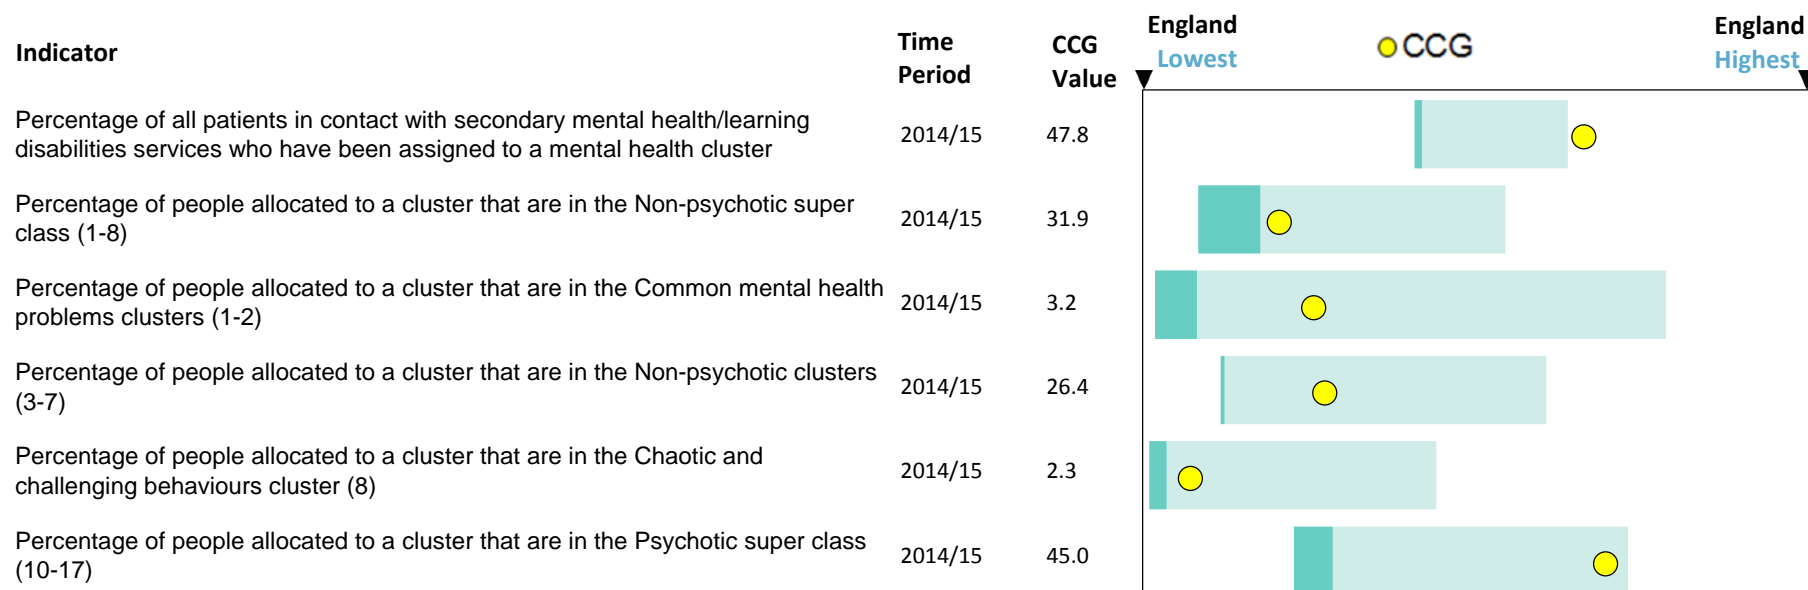 Indicator
Time Period
CCG Value
England Lowest
CCG
England Highest
Percentage of all patients in contact with secondary mental health/learning
disabilities services who have been assigned to a mental health cluster
2014/15
47.8
Percentage of people allocated to a cluster that are in the Non-psychotic super
class (1-8)
2014/15
31.9
Percentage of people allocated to a cluster that are in the Common mental health
problems clusters (1-2)
2014/15
3.2
Percentage of people allocated to a cluster that are in the Non-psychotic clusters
(3-7)
2014/15
26.4
Percentage of people allocated to a cluster that are in the Chaotic and
challenging behaviours cluster (8)
2014/15
2.3
Percentage of people allocated to a cluster that are in the Psychotic super class
(10-17)
2014/15
45.0